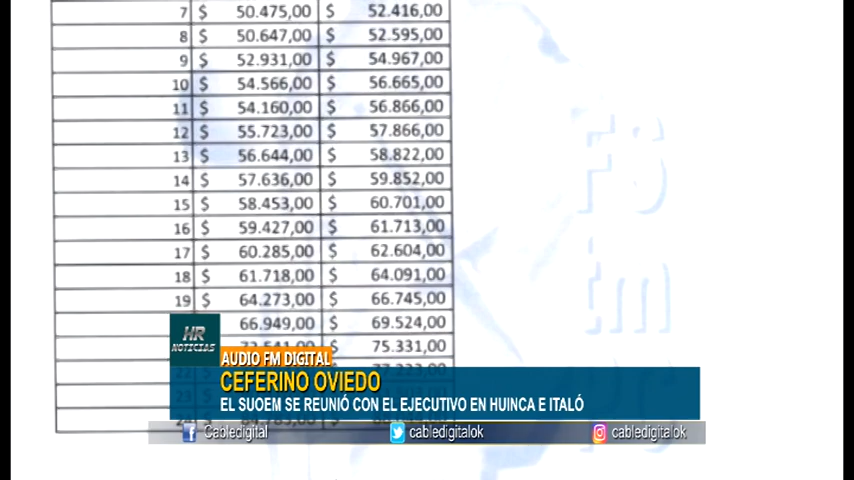 7 $ 50.475,00 $ 52.416,00
8 $ 50.647,00 $ 52.595,00
9 $ 52.931,00 $ 54.967,00
10 $ 54.566,00 $ 56.665,00
11 $ 54.160,00 $ 56.866,00
12 $ 55.723,00 $ 57.866,00
13 $ 56.644,00 $ 58.822,00
14 $ 57.636,00 $ 59.852,00
15 $ 58.453,00 $ 60.701,00
16 $ 59.427,00 $ 61.713,00
17 $ 60.285,00 $ 62.604,00
18 $ 61.718,00 $ 64.091,00
19 $ 64.273,00 $ 66.745,00
66.949,00 $ 69.524,00
$ 75.331,00
HR
NOTICIAS
AUDIO FM DIGITAL
CEFERINO OVIEDO
EL SUOEM SE REUNIÓ CON EL EJECUTIVO EN HUINCA E ITALÓ
Cabledigital cabledigitalok cabledigitalok